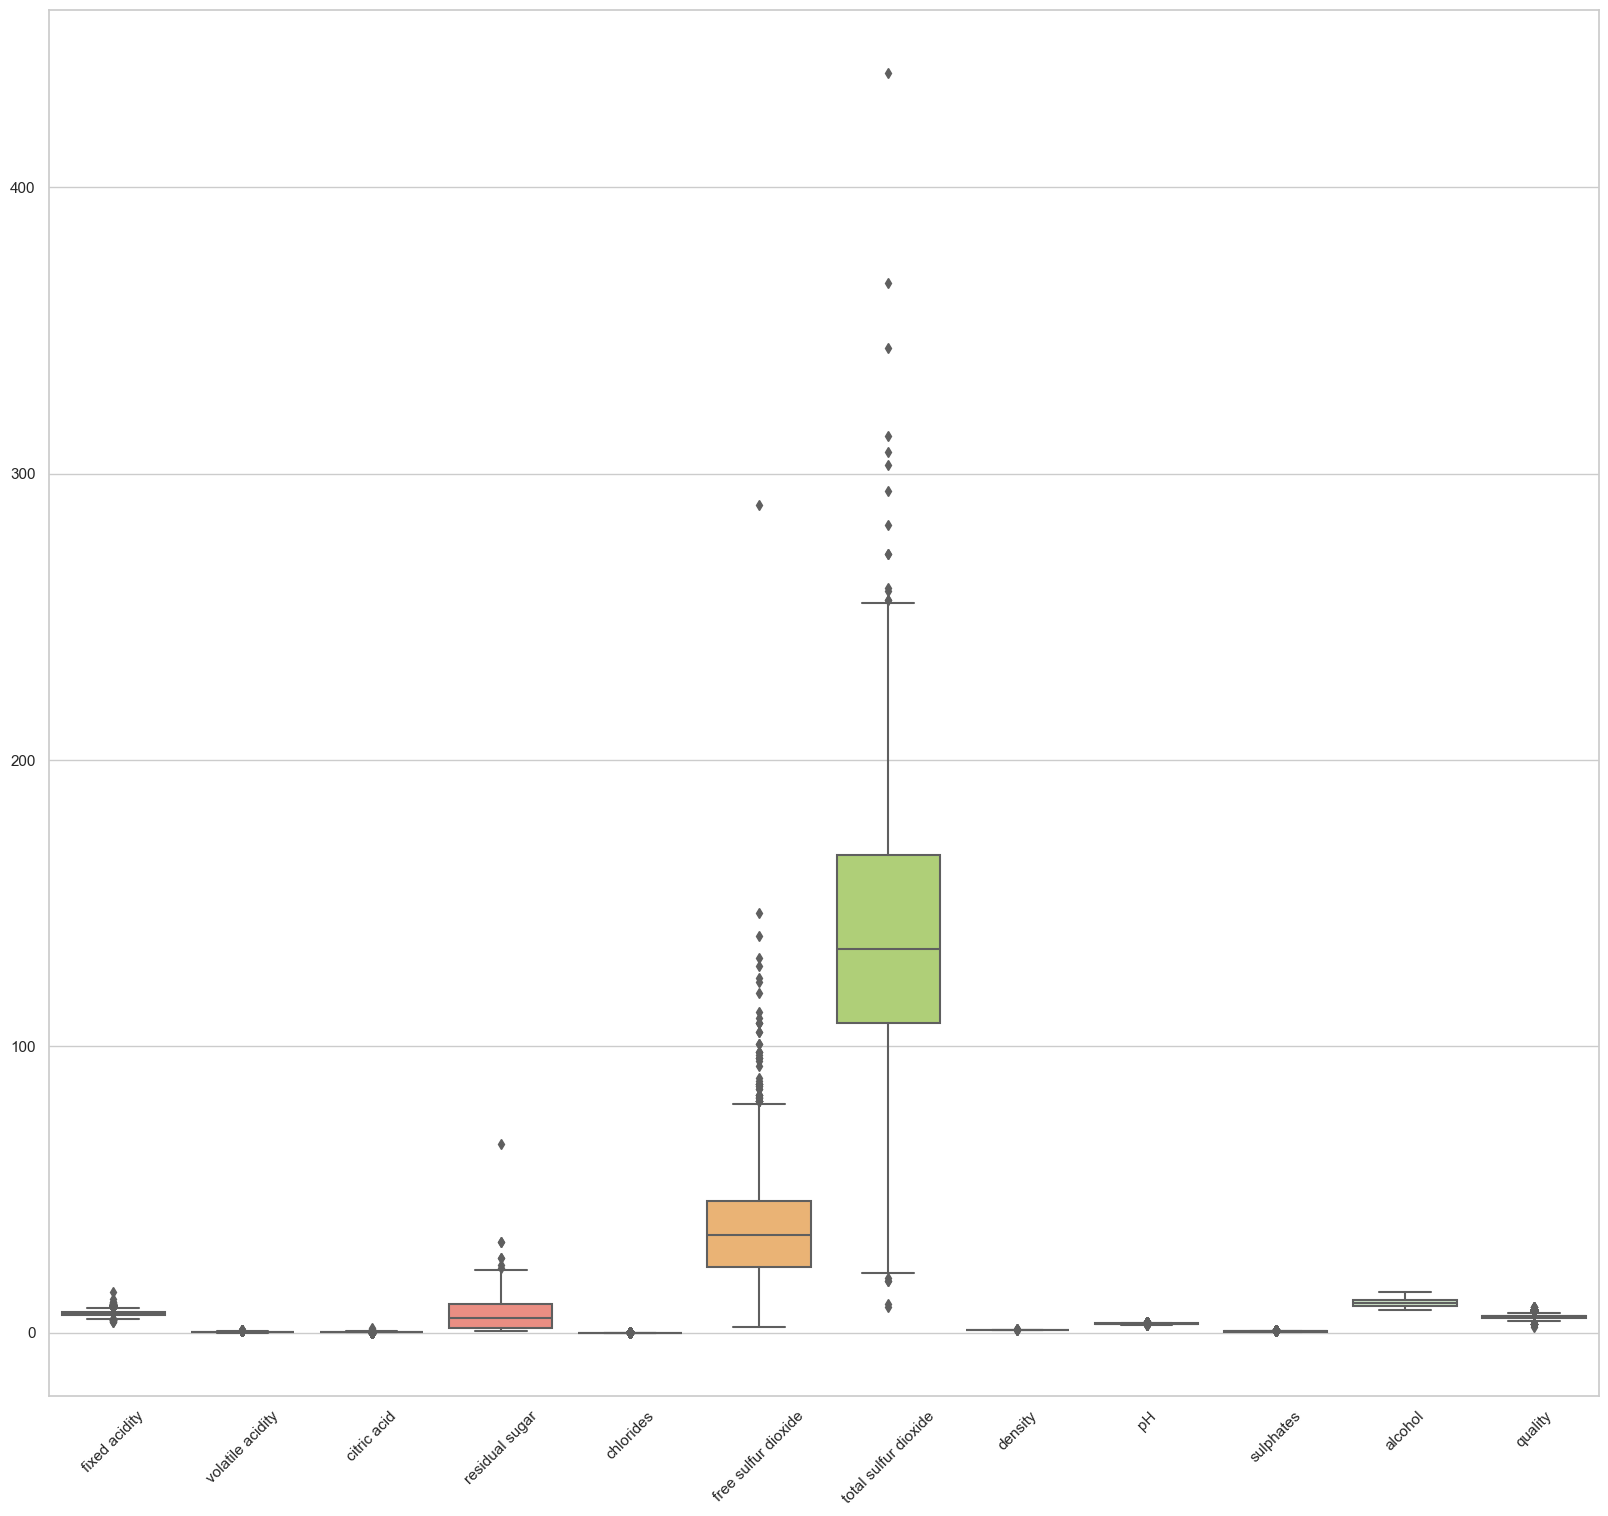 400
300
200
100
0
fixed acidity
volatile acidity
citric acid
residual sugar
chlorides
free sulfur dioxide
total sulfur dioxide
density
pH
sulphates
alcohol
quality